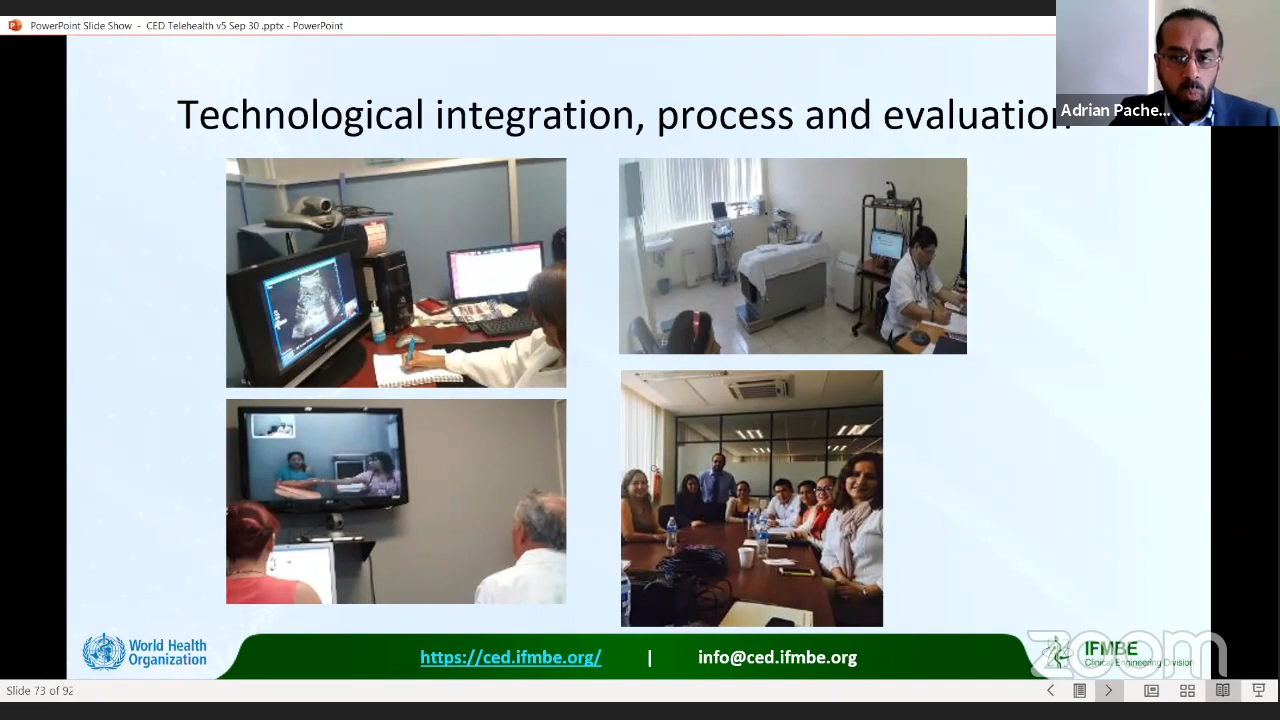 PowerPoint Slide Show - CED Telehealth v5 Sep 30 .pptx - PowerPoint
Technological integration, process and evaluation
Adrian Pache...
World Health
Organization
https://ced.ifmbe.org/ | info@ced.ifmbe.org
IFMBE
Clinical Engineering Division
zoom
Slide 73 of 92